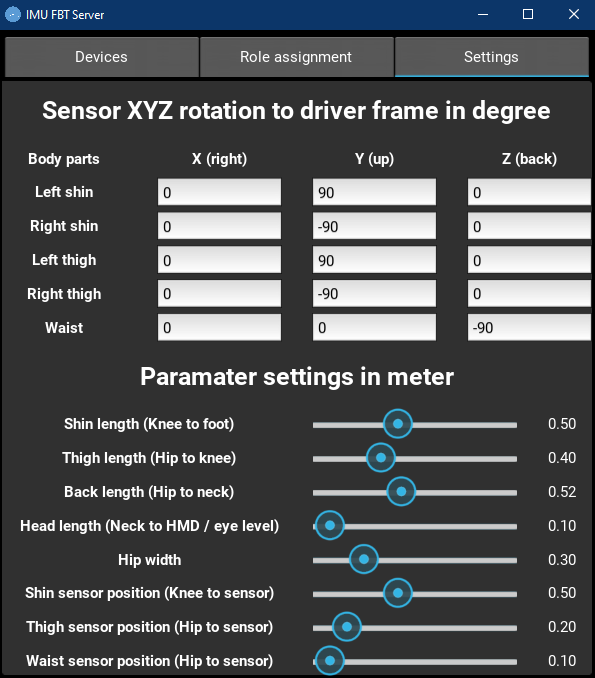 IMU FBT Server
Devices Role assignment Settings
Sensor XYZ rotation to driver frame in degree
Body parts X (right) Y (up) Z (back)
Left shin 0 90 0
Right shin 0 -90 0
Left thigh 0 90 0
Right thigh 0 -90 0
Waist 0 0 -90
Paramater settings in meter
Shin length (Knee to foot) 0.50
Thigh length (Hip to knee) 0.40
Back length (Hip to neck) 0.52
Head length (Neck to HMD / eye level) 0.10
Hip width 0.30
Shin sensor position (Knee to sensor) 0.50
Thigh sensor position (Hip to sensor) 0.20
Waist sensor position (Hip to sensor) 0.10